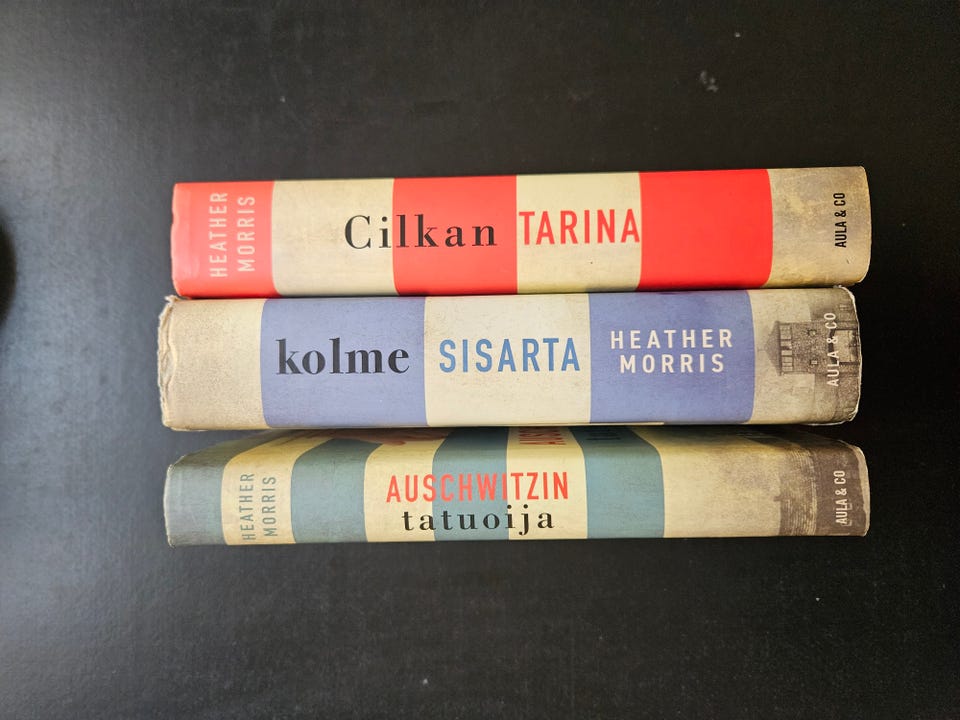 HEATHER
MORRIS
Cilkan TARINA
AULA & CO
kolme SISARTA
HEATHER
MORRIS
AULA & CO
HEATHER
MORRIS
AUSCHWITZIN
tatuoija
AULA & CO